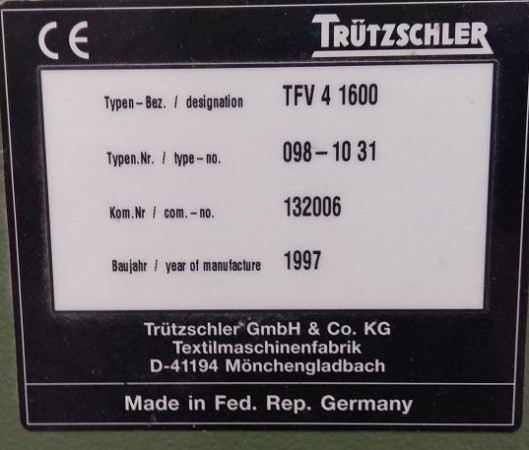 CE TRÜTZSCHLER
Typen-Bez. / designation TFV 4 1600
Typen.Nr. / type-no. 098-10 31
Kom.Nr / com.-no. 132006
Baujahr / year of manufacture 1997
Trützschler GmbH & Co. KG
Textilmaschinenfabrik
D-41194 Mönchengladbach
Made in Fed. Rep. Germany